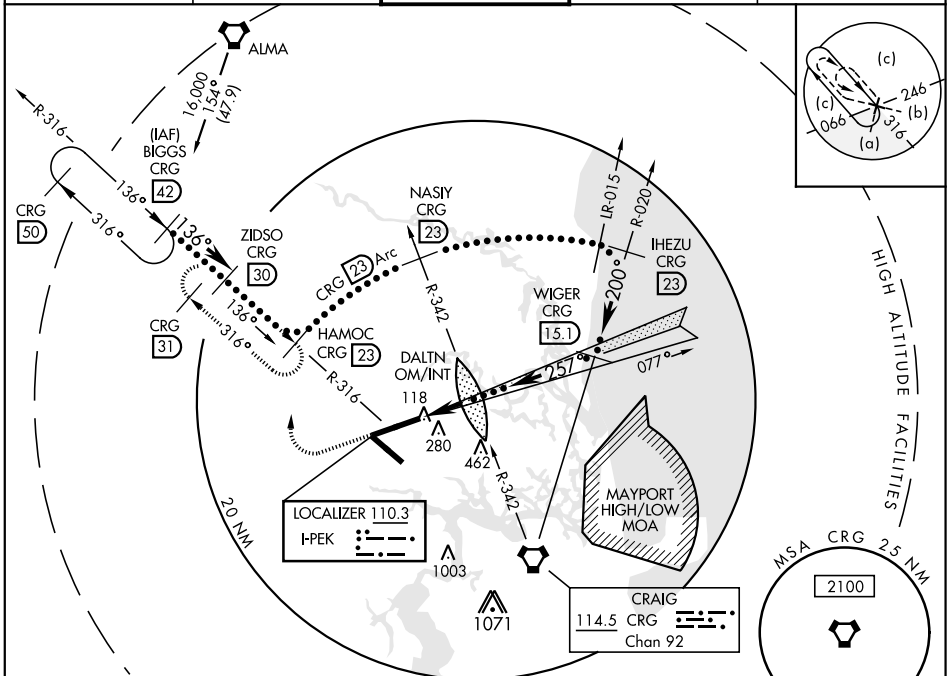 ALMA
16,000
154°
(47.9)
R-316
(IAF)
BIGGS
CRG
42
136°
316°
CRG
50
136°
ZIDSO
CRG
30
136°
316°
CRG
31
CRG 23 Arc
HAMOC
CRG 23
R-316
NASIY
CRG
23
R-342
LR-015
R-020
IHEZU
CRG
23
200°
WIGER
CRG
15.1
257°
077°
DALTN
OM/INT
118
280
462
R-342
LOCALIZER 110.3
I-PEK
1003
1071
MAYPORT
HIGH/LOW
MOA
CRAIG
114.5 CRG
Chan 92
20 NM
HIGH ALTITUDE FACILITIES
MSA CRG 25 NM
2100
(c)
(c)
246
(b)
066
316
(a)